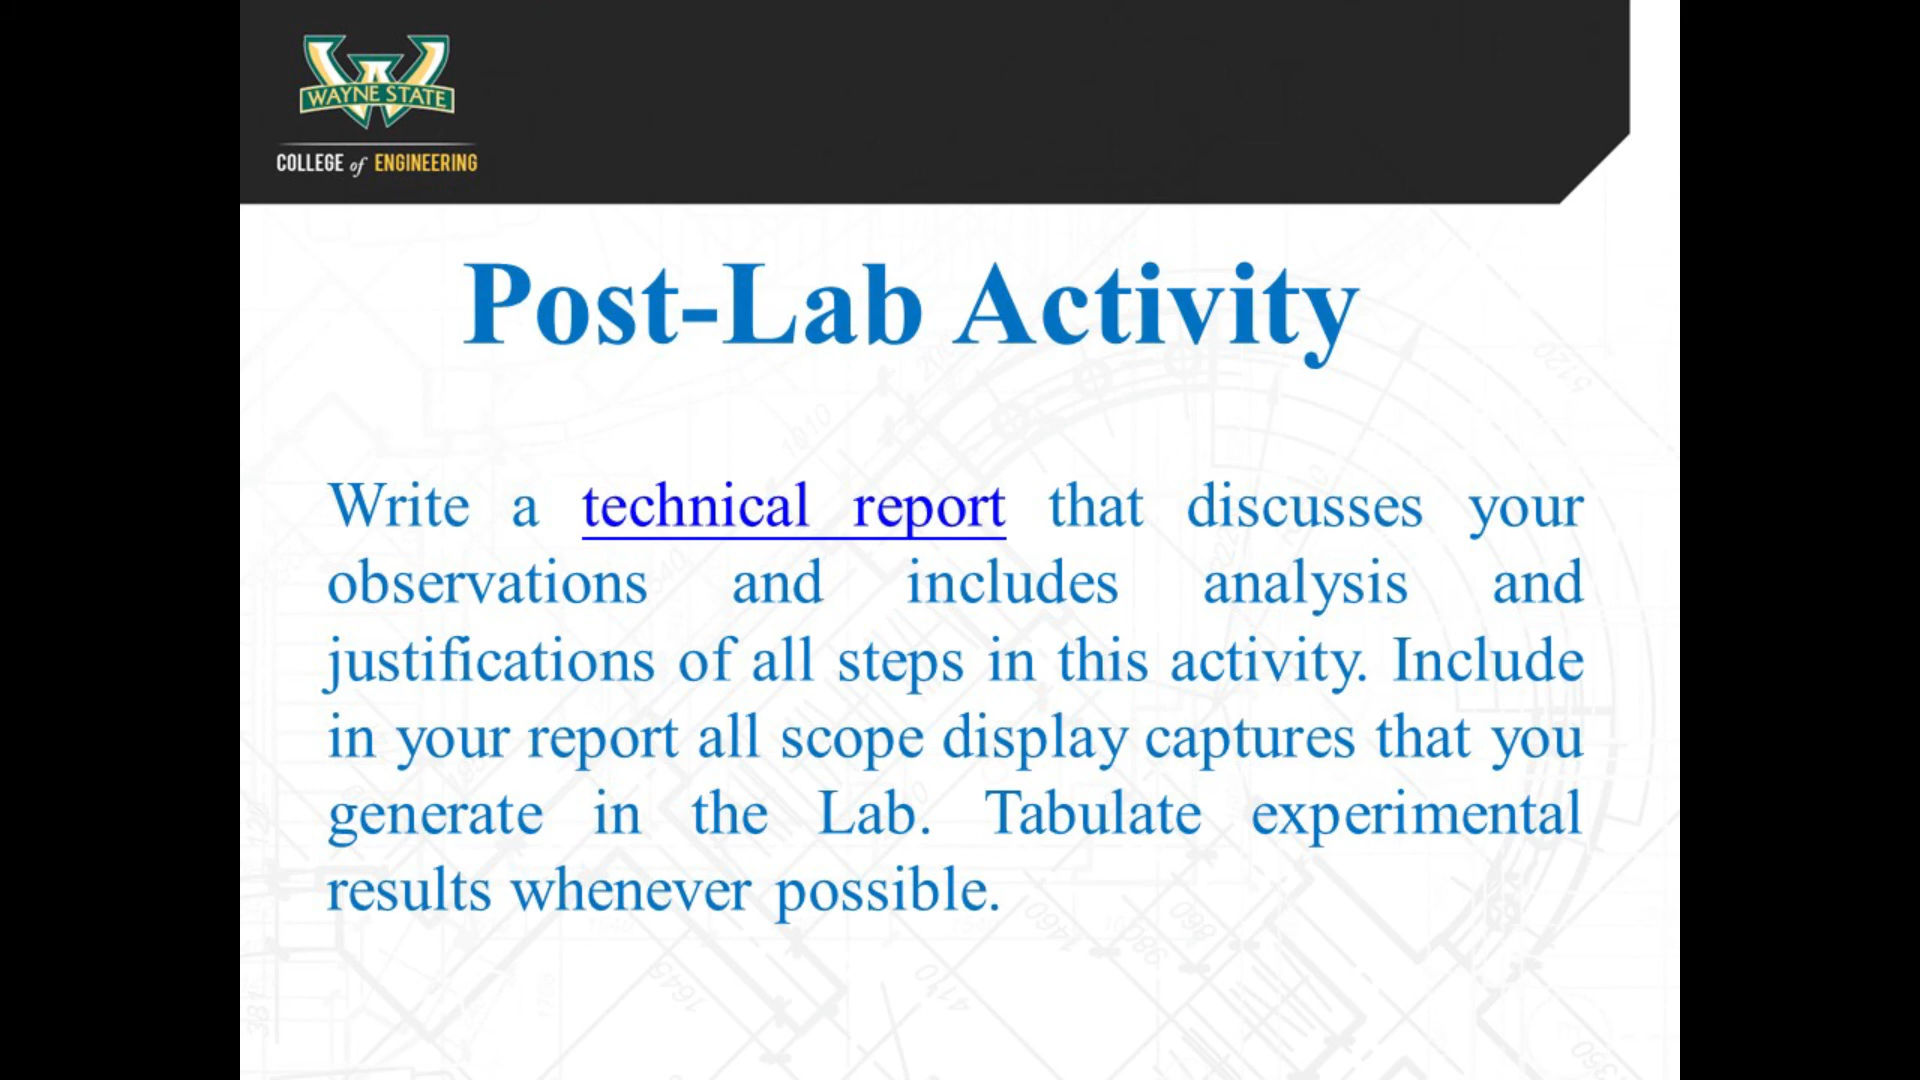 WAYNE STATE
COLLEGE of ENGINEERING
Post-Lab Activity
Write a technical report that discusses your
observations and includes analysis and
justifications of all steps in this activity. Include
in your report all scope display captures that you
generate in the Lab. Tabulate experimental
results whenever possible.